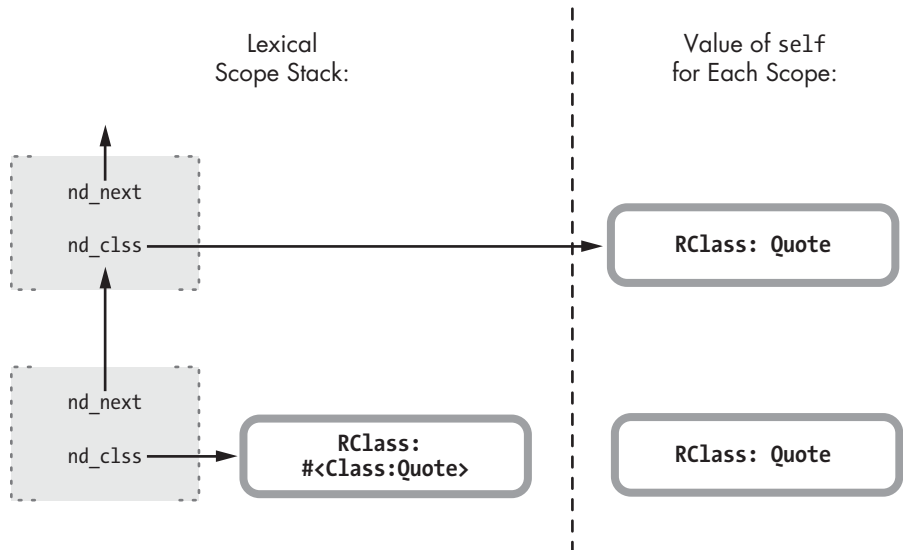 Lexical
Scope Stack:
Value of self
for Each Scope:
nd_next
nd_clss
RClass: Quote
nd_next
nd_clss
RClass:
#<Class:Quote>
RClass: Quote